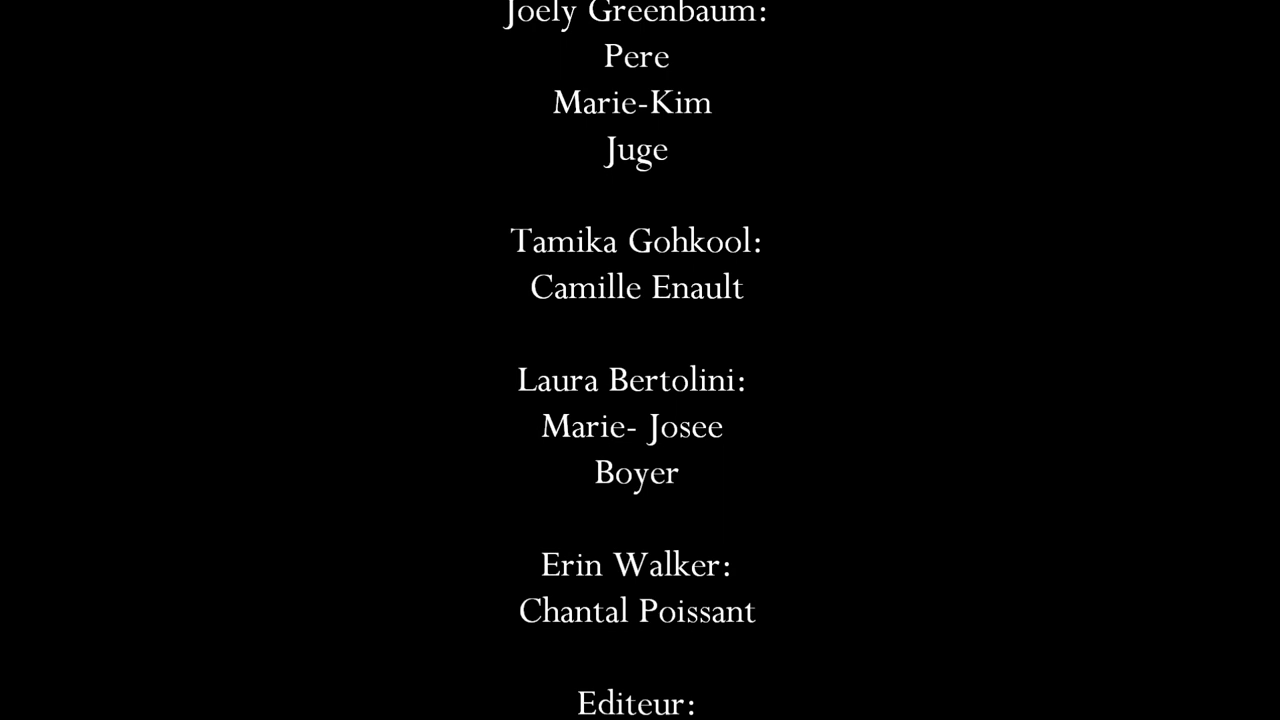 Joely Greenbaum:
Pere
Marie-Kim
Juge
Tamika Gohkool:
Camille Enault
Laura Bertolini:
Marie- Josee
Boyer
Erin Walker:
Chantal Poissant
Editeur: